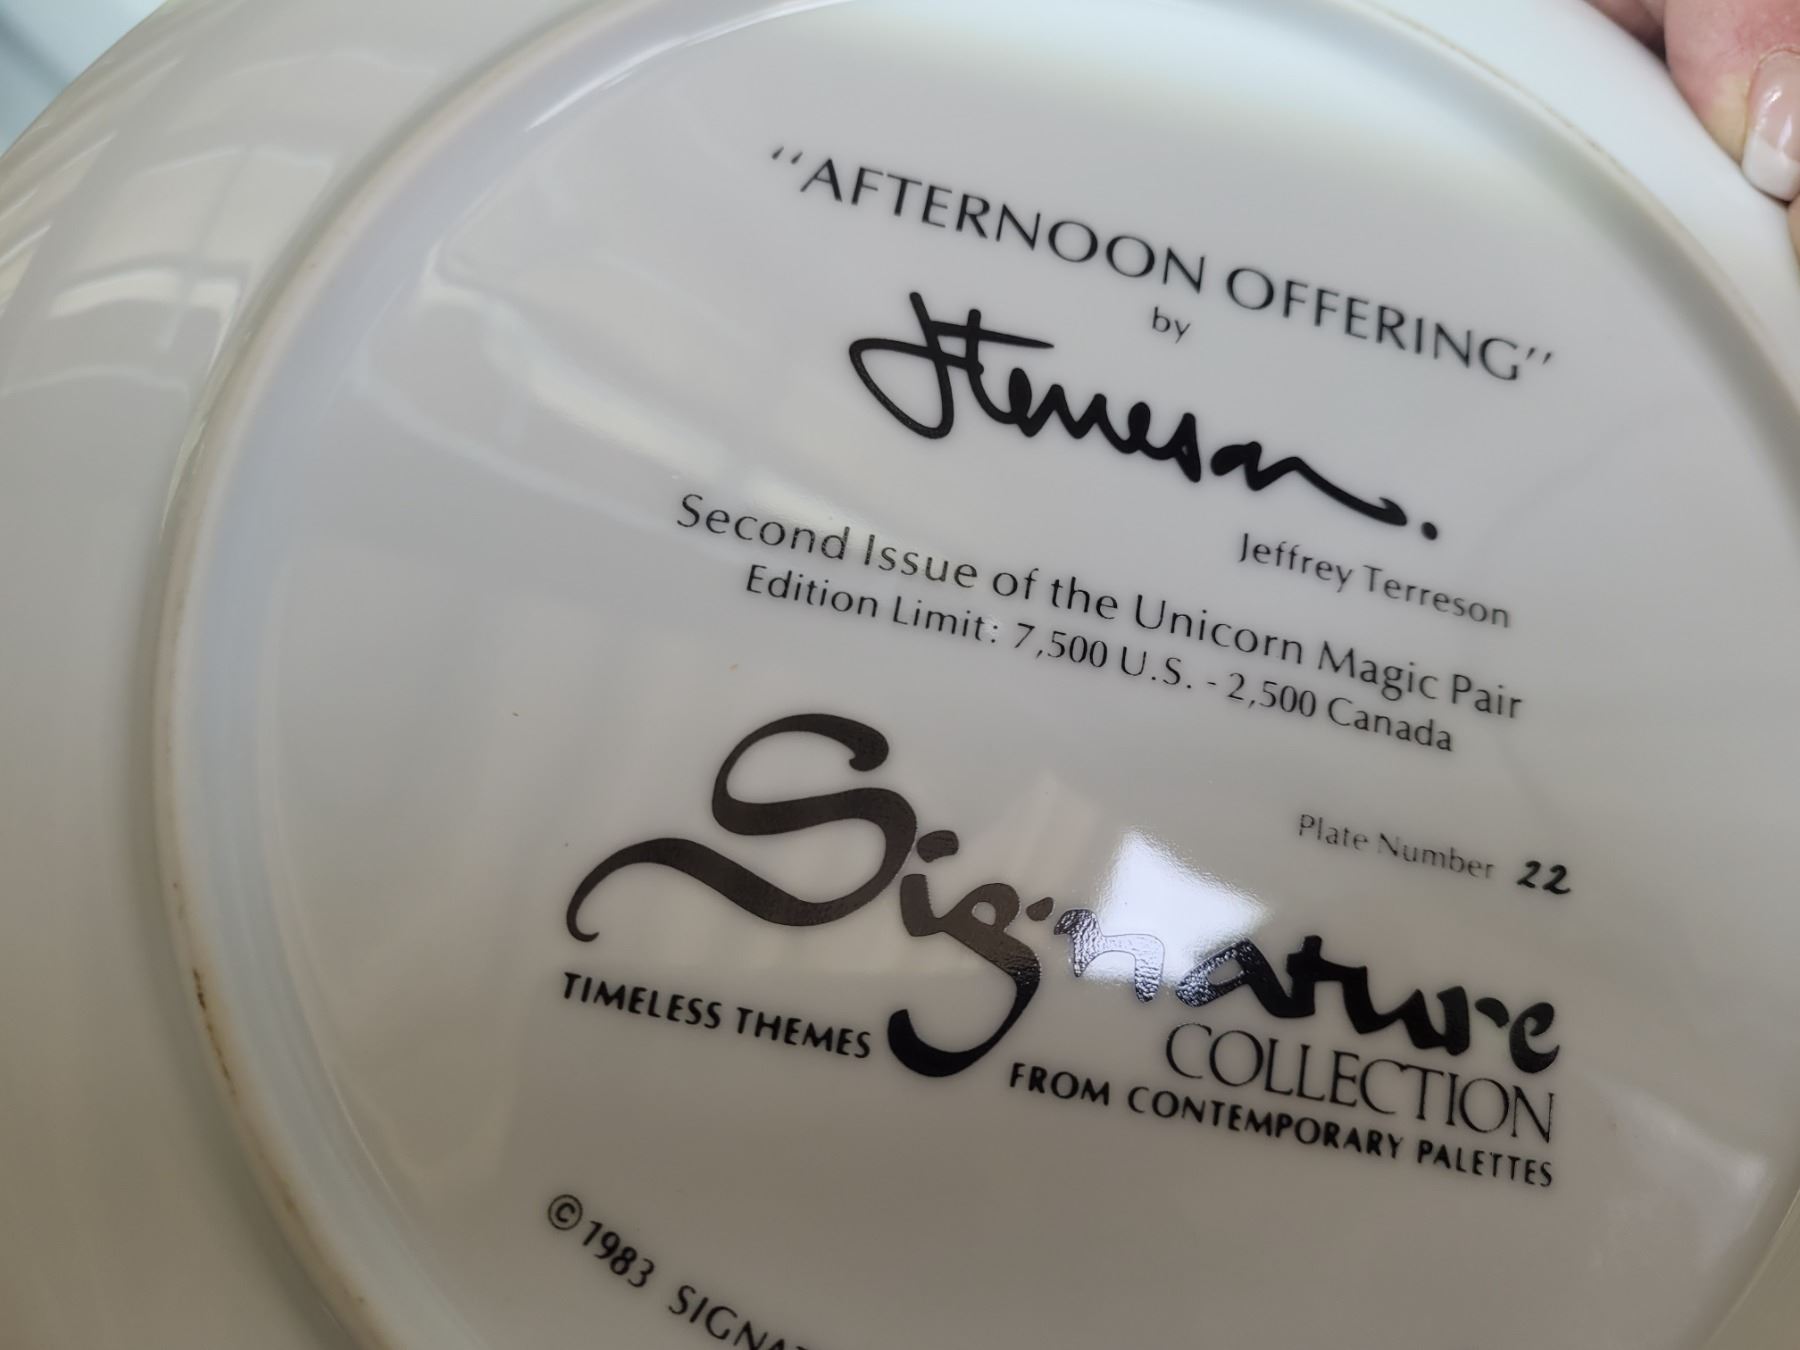 "AFTERNOON OFFERING"
by
JTerreson.
Jeffrey Terreson
Second Issue of the Unicorn Magic Pair
Edition Limit: 7,500 U.S. - 2,500 Canada
Plate Number 22
Signature
COLLECTION
TIMELESS THEMES FROM CONTEMPORARY PALETTES
© 1983